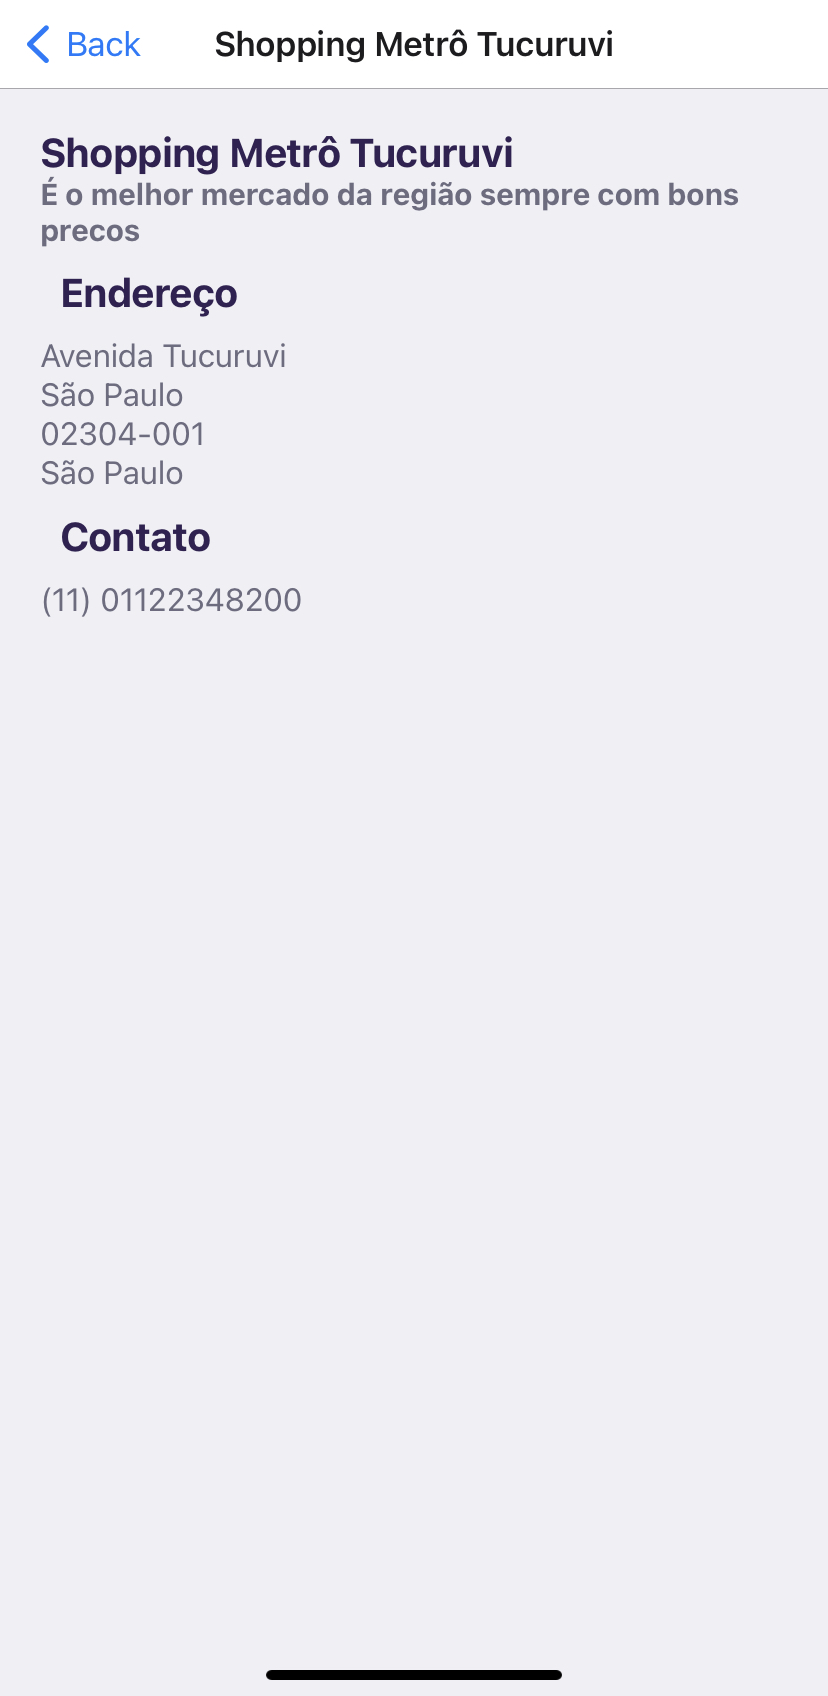 Back
Shopping Metrô Tucuruvi
Shopping Metrô Tucuruvi
É o melhor mercado da região sempre com bons
precos
Endereço
Avenida Tucuruvi
São Paulo
02304-001
São Paulo
Contato
(11) 01122348200